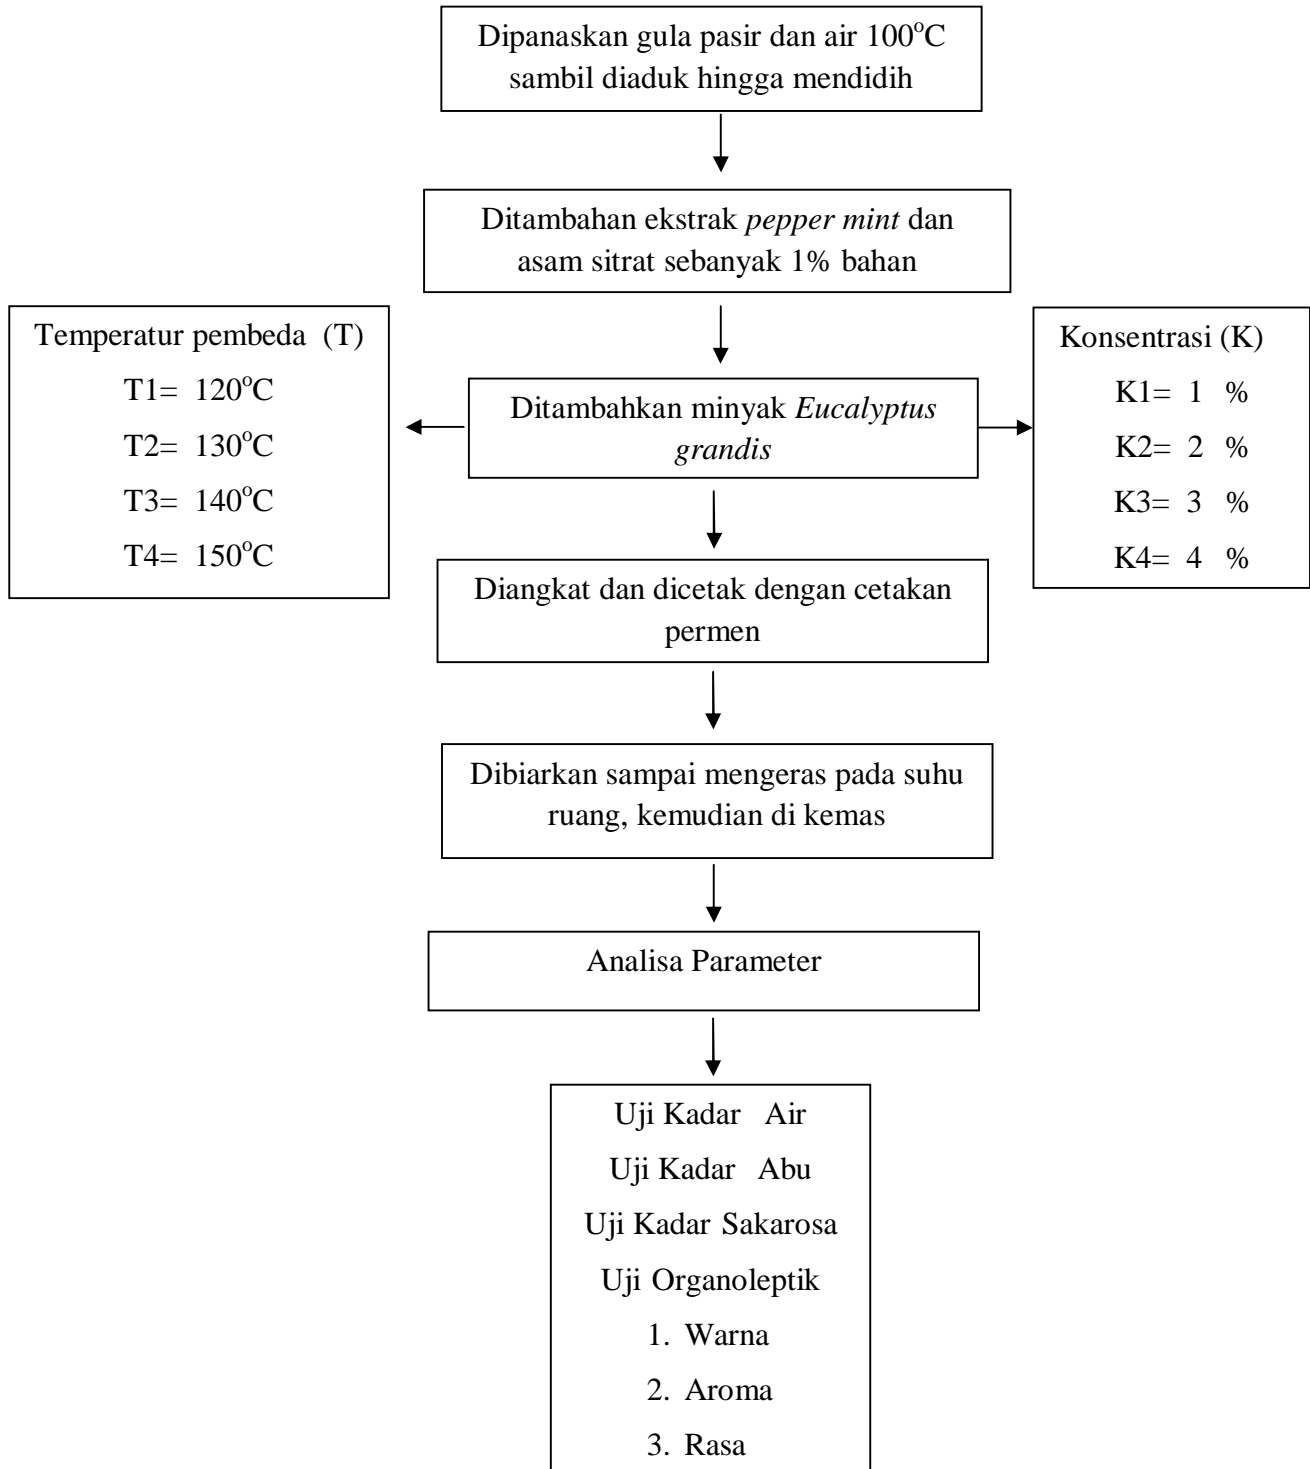 Dipanaskan gula pasir dan air 100°C
sambil diaduk hingga mendidih
Ditambahan ekstrak pepper mint dan
asam sitrat sebanyak 1% bahan
Temperatur pembeda (T)
T1= 120°C
T2= 130°C
T3= 140°C
T4= 150°C
Ditambahkan minyak Eucalyptus
grandis
Konsentrasi (K)
K1= 1 %
K2= 2 %
K3= 3 %
K4= 4 %
Diangkat dan dicetak dengan cetakan
permen
Dibiarkan sampai mengeras pada suhu
ruang, kemudian di kemas
Analisa Parameter
Uji Kadar Air
Uji Kadar Abu
Uji Kadar Sakarosa
Uji Organoleptik
1. Warna
2. Aroma
3. Rasa